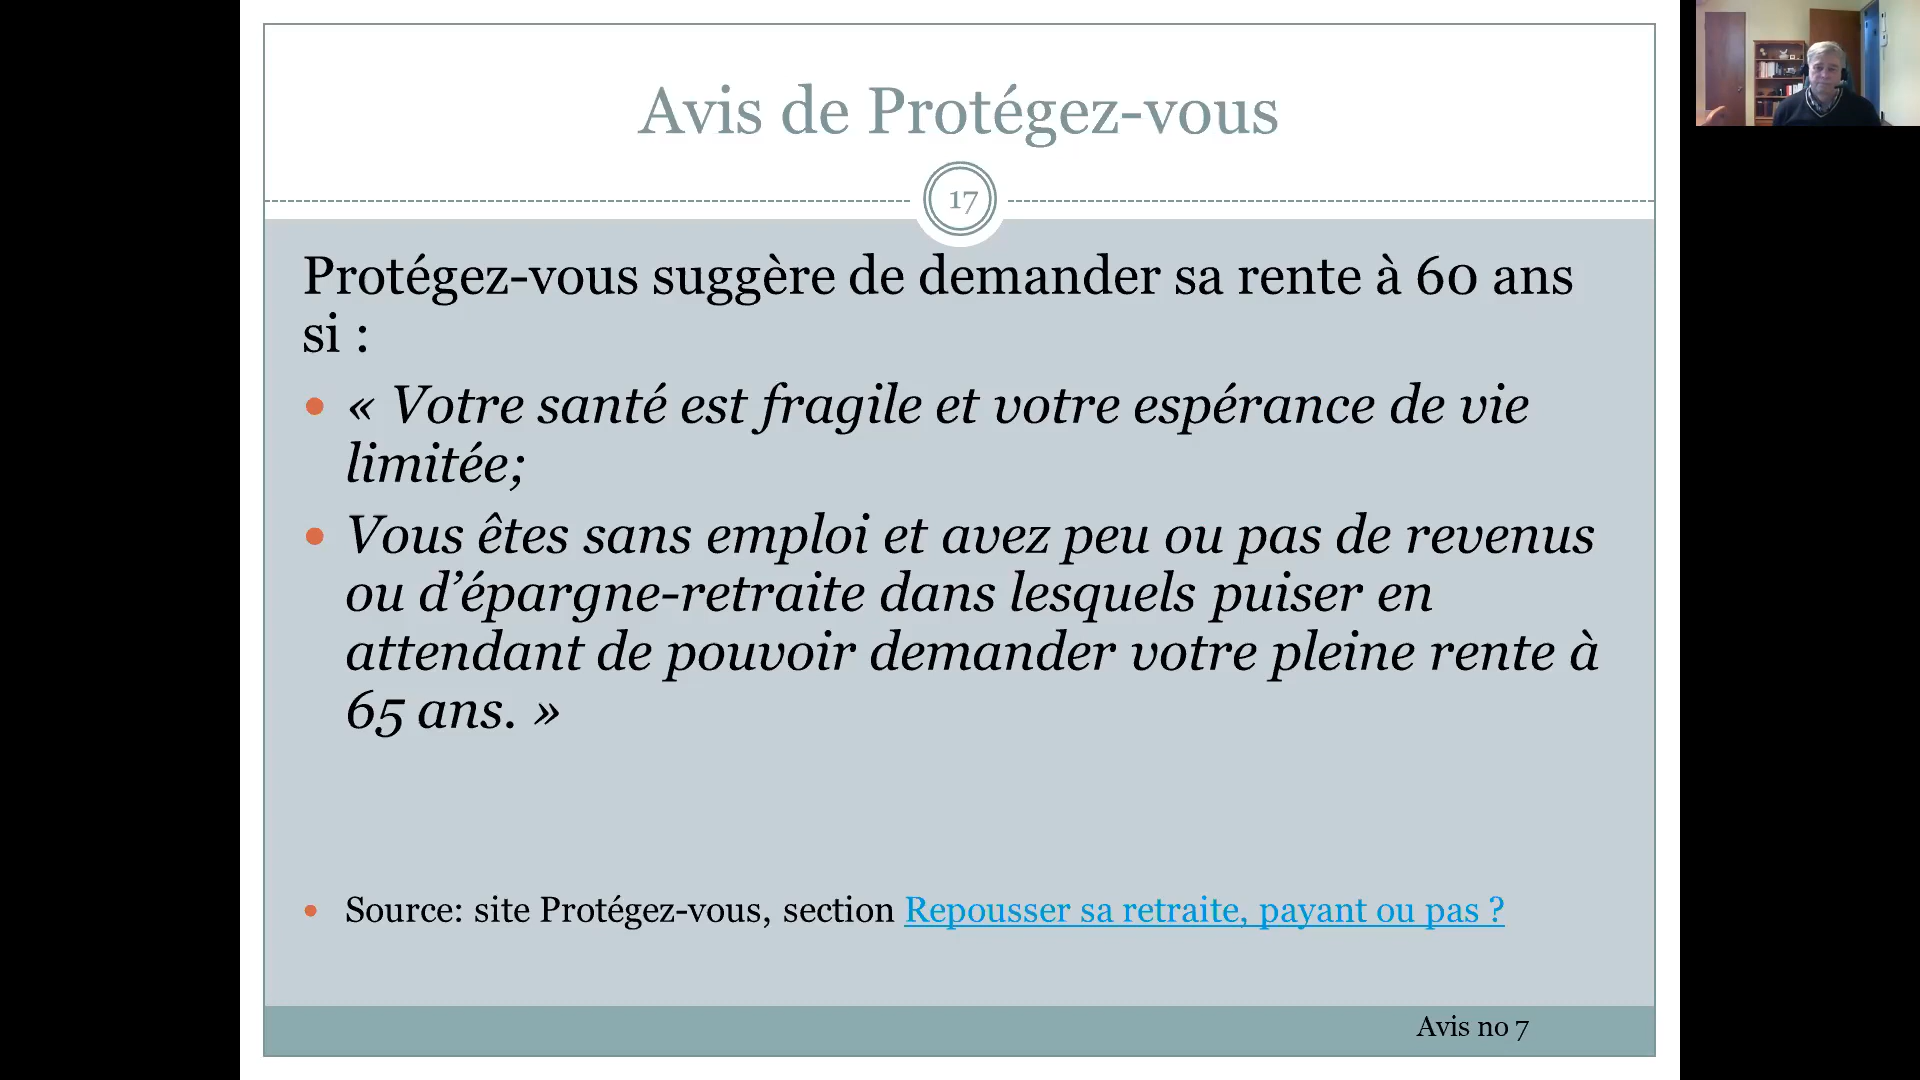 Avis de Protégez-vous
17
Protégez-vous suggère de demander sa rente à 60 ans
si :
• « Votre santé est fragile et votre espérance de vie
limitée;
• Vous êtes sans emploi et avez peu ou pas de revenus
ou d’épargne-retraite dans lesquels puiser en
attendant de pouvoir demander votre pleine rente à
65 ans. »
• Source: site Protégez-vous, section Repousser sa retraite, payant ou pas ?
Avis no 7